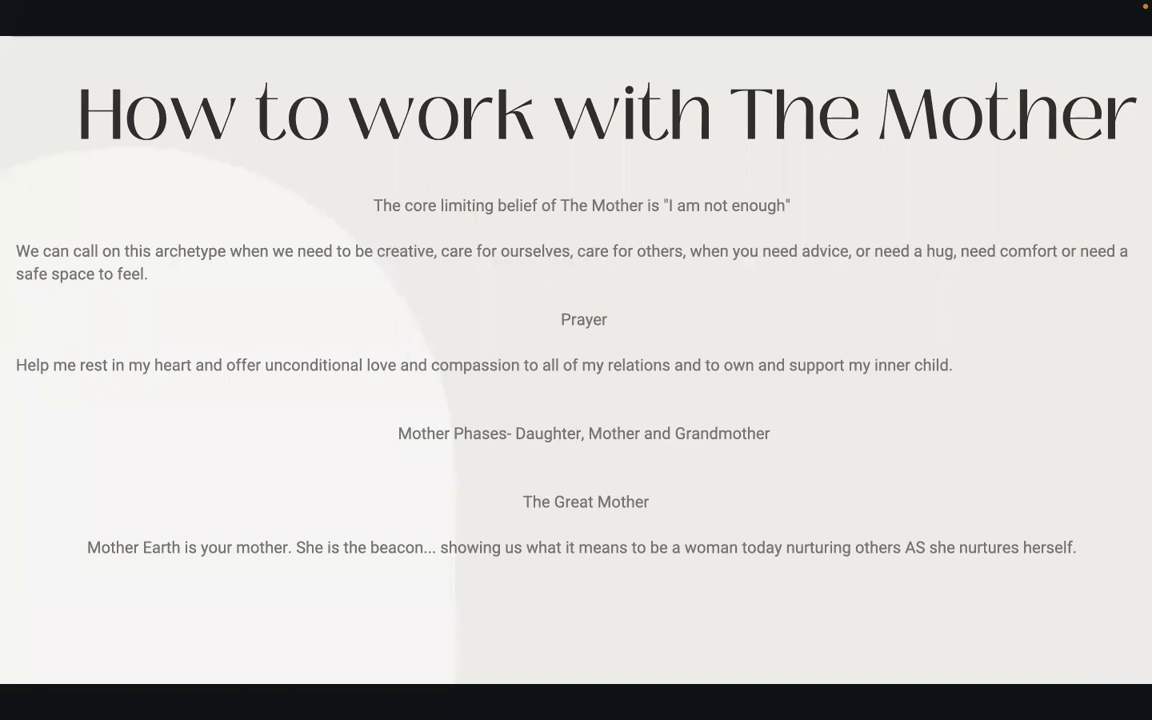 How to work with The Mother
The core limiting belief of The Mother is "I am not enough"
We can call on this archetype when we need to be creative, care for ourselves, care for others, when you need advice, or need a hug, need comfort or need a
safe space to feel.
Prayer
Help me rest in my heart and offer unconditional love and compassion to all of my relations and to own and support my inner child.
Mother Phases- Daughter, Mother and Grandmother
The Great Mother
Mother Earth is your mother. She is the beacon... showing us what it means to be a woman today nurturing others AS she nurtures herself.